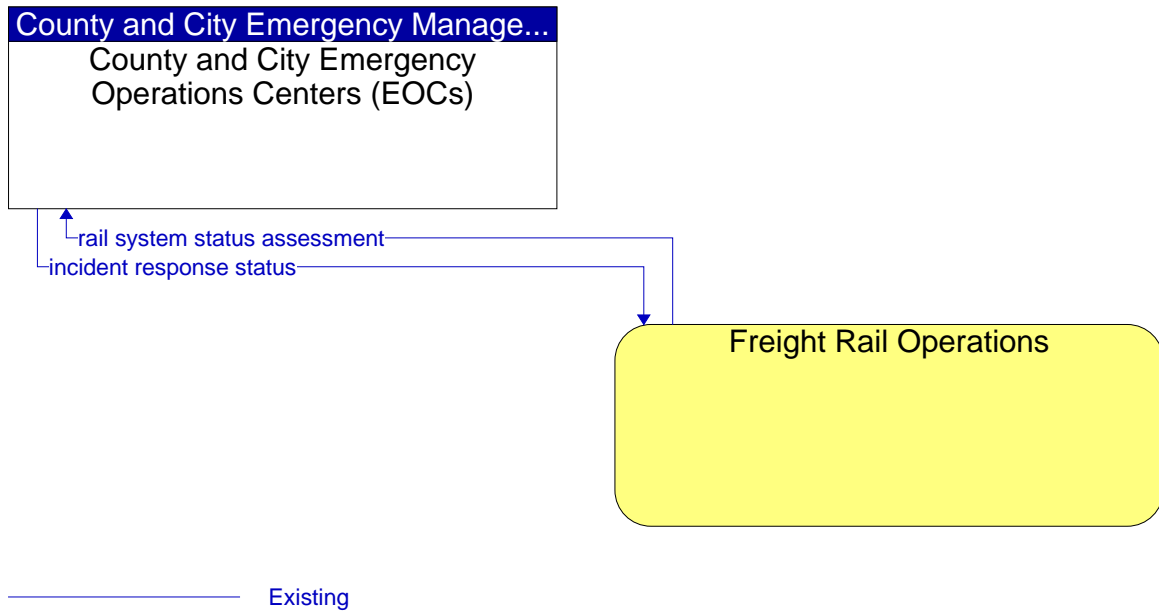 County and City Emergency Manage...
County and City Emergency
Operations Centers (EOCs)
rail system status assessment
incident response status
Freight Rail Operations
Existing